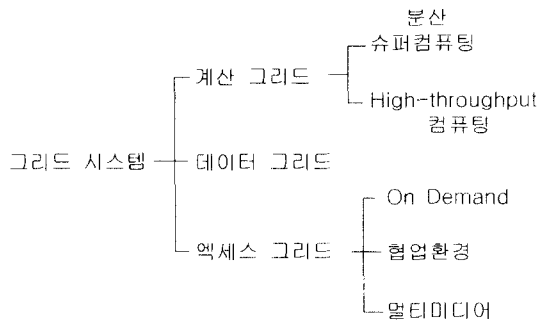 분산
슈퍼컴퓨팅
계산 그리드
High-throughput
컴퓨팅
그리드 시스템
데이터 그리드
On Demand
엑세스 그리드
협업환경
멀티미디어